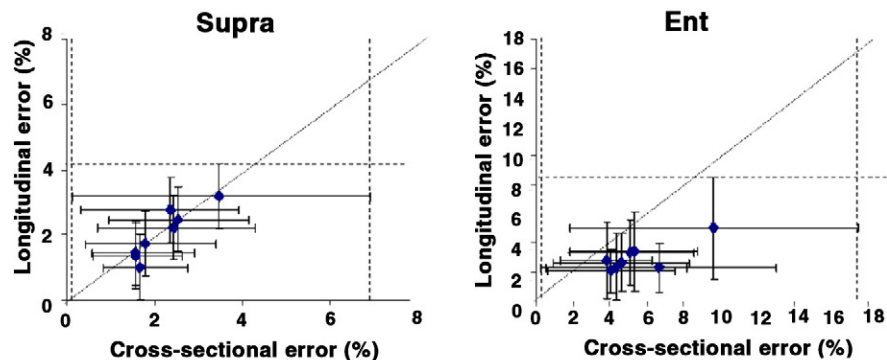 Supra
Longitudinal error (%)
8
6
4
2
0
0 2 4 6 8
Cross-sectional error (%)
Ent
Longitudinal error (%)
18
16
14
12
10
8
6
4
2
0
0 2 4 6 8 10 12 14 16 18
Cross-sectional error (%)